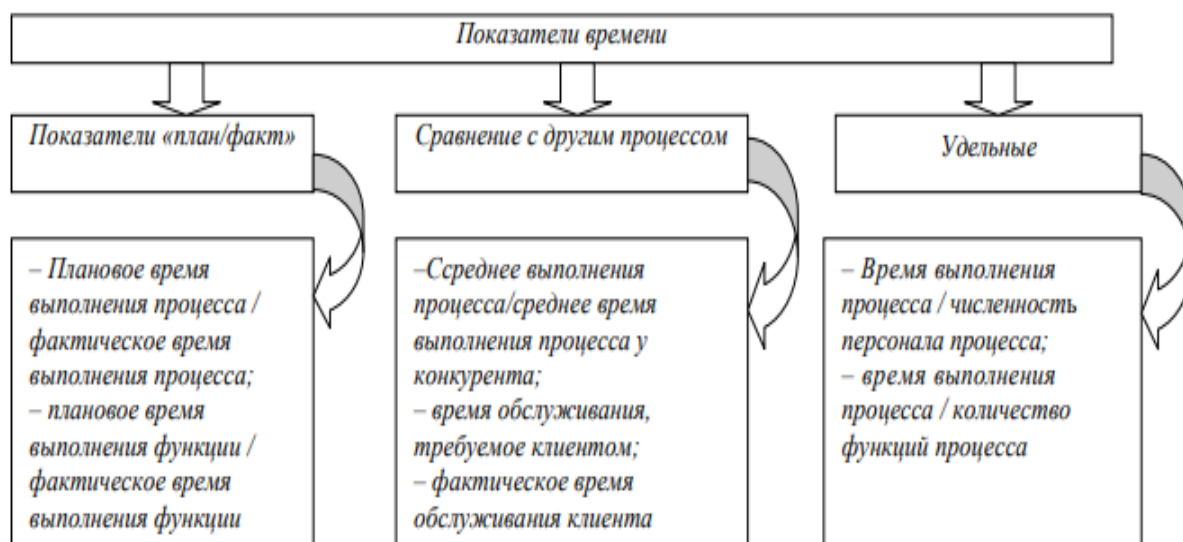 Показатели времени
Показатели «план/факт»
Сравнение с другим процессом
Удельные
– Плановое время
выполнения процесса /
фактическое время
выполнения процесса;
– плановое время
выполнения функции /
фактическое время
выполнения функции
–Ссреднее выполнения
процесса/среднее время
выполнения процесса у
конкурента;
– время обслуживания,
требуемое клиентом;
– фактическое время
обслуживания клиента
– Время выполнения
процесса / численность
персонала процесса;
– время выполнения
процесса / количество
функций процесса